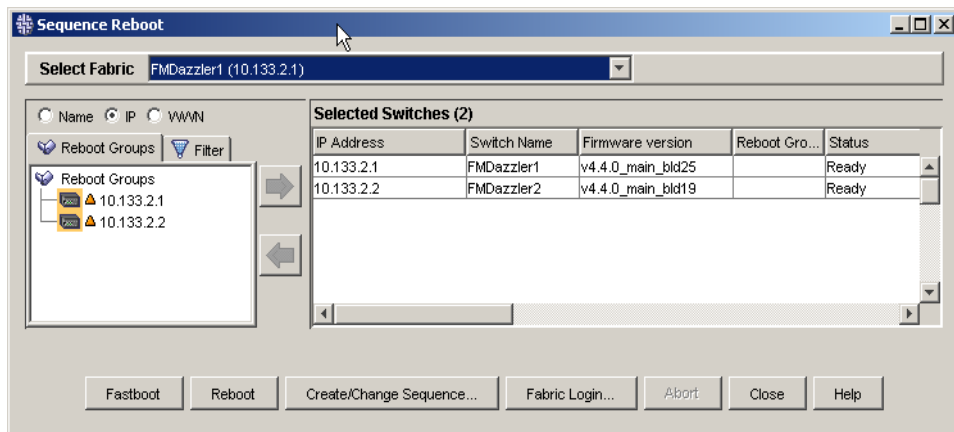 Sequence Reboot
Select Fabric FMDazzler1 (10.133.2.1)
Name IP WWN
Selected Switches (2)
Reboot Groups Filter
IP Address Switch Name Firmware version Reboot Gro... Status
10.133.2.1 FMDazzler1 v4.4.0_main_bld25 Ready
10.133.2.2 FMDazzler2 v4.4.0_main_bld19 Ready
Reboot Groups
10.133.2.1
10.133.2.2
Fastboot Reboot Create/Change Sequence... Fabric Login... Abort Close Help